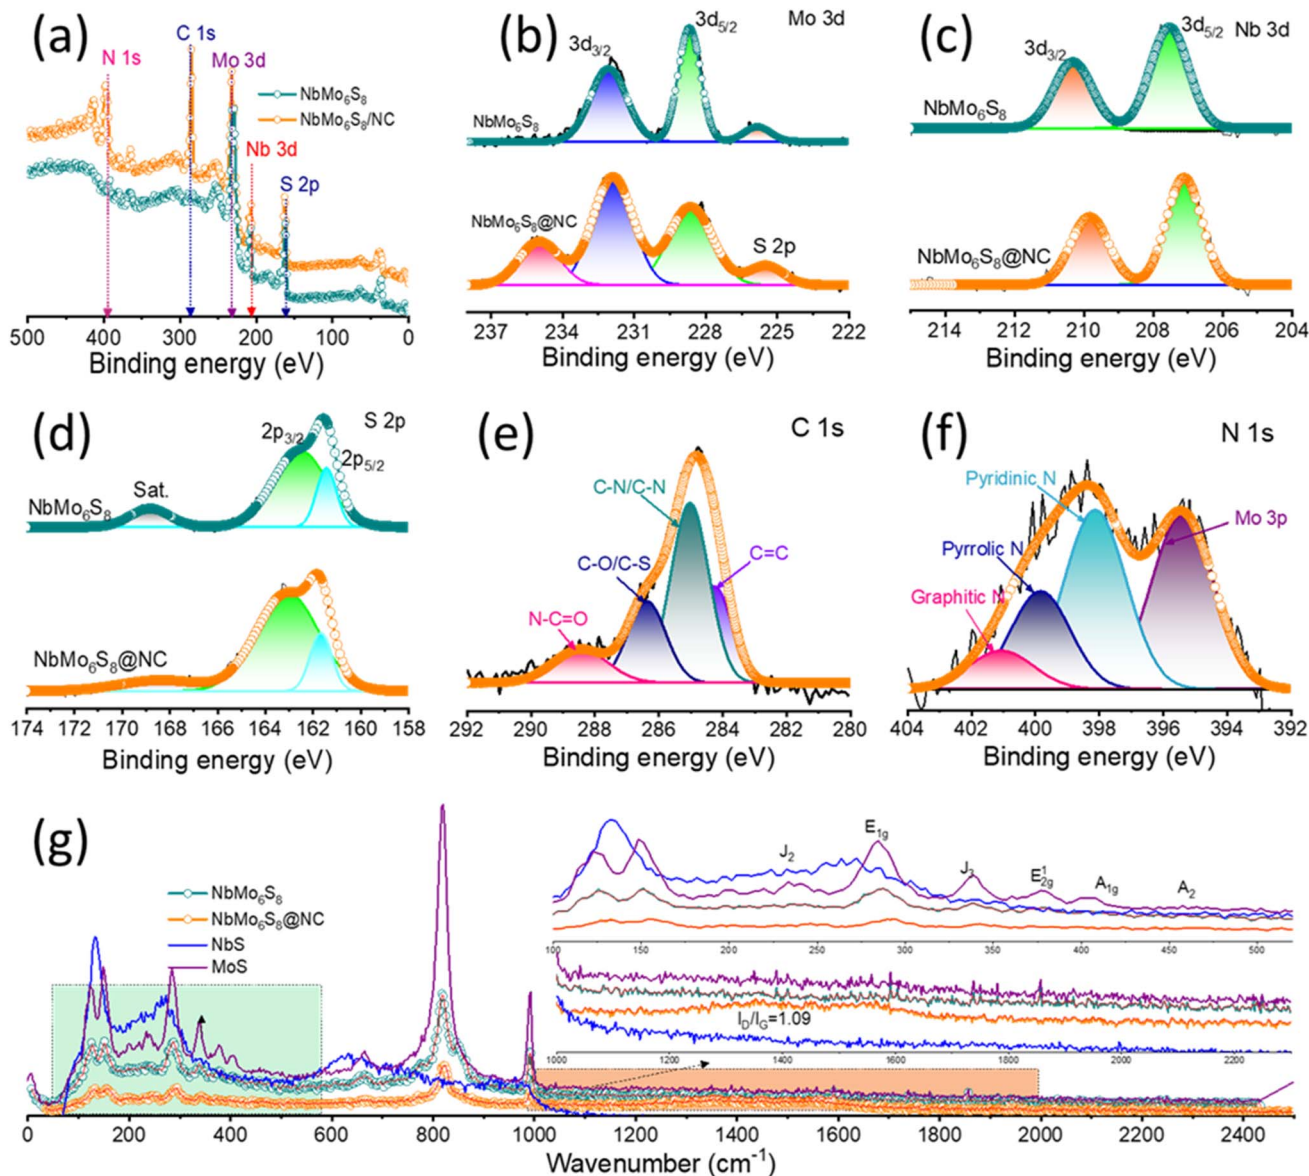 (a)
N 1s
C 1s
Mo 3d
NbMo₆S₈
NbMo₆S₈/NC
Nb 3d
S 2p
500 400 300 200 100 0
Binding energy (eV)
(b)
3d₃/₂
3d₅/₂
Mo 3d
NbMo₆S₈
NbMo₆S₈@NC
S 2p
237 234 231 228 225 222
Binding energy (eV)
(c)
3d₃/₂
3d₅/₂
Nb 3d
NbMo₆S₈
NbMo₆S₈@NC
215 212 210 207 206 204
Binding energy (eV)
(d)
2p₃/₂
S 2p
2p₅/₂
Sat.
NbMo₆S₈
NbMo₆S₈@NC
174 172 170 168 166 164 162 160 158
Binding energy (eV)
(e)
C 1s
C-N/C-N
C-O/C-S
C=C
N-C=O
292 290 288 286 284 282 280
Binding energy (eV)
(f)
N 1s
Pyridinic N
Mo 3p
Pyrrolic N
Graphitic N
404 402 400 398 396 394 392
Binding energy (eV)
(g)
NbMo₆S₈
NbMo₆S₈@NC
NbS
MoS
J₂
E₁g
J₃
E¹₂g
A₁g
A₂
100 150 200 250 300 350 400 450 500
I_D/I_G=1.09
1000 1200 1400 1600 1800 2000 2200
0 200 400 600 800 1000 1200 1400 1600 1800 2000 2200 2400
Wavenumber (cm⁻¹)